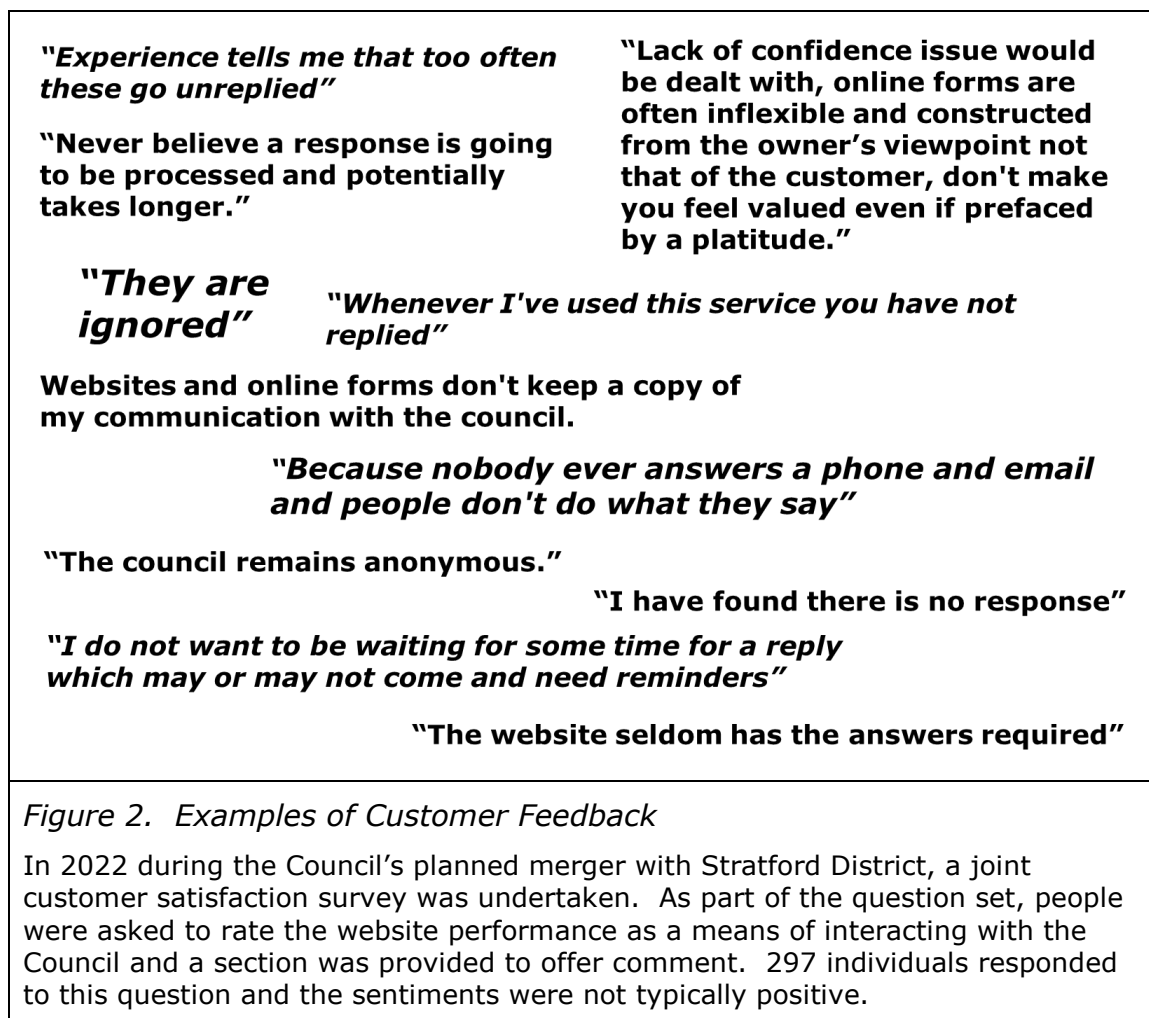 “Experience tells me that too often
these go unreplied”
“Never believe a response is going
to be processed and potentially
takes longer.”
“Lack of confidence issue would
be dealt with, online forms are
often inflexible and constructed
from the owner’s viewpoint not
that of the customer, don't make
you feel valued even if prefaced
by a platitude.”
“They are
ignored”
“Whenever I've used this service you have not
replied”
Websites and online forms don't keep a copy of
my communication with the council.
“Because nobody ever answers a phone and email
and people don't do what they say”
“The council remains anonymous.”
“I have found there is no response”
“I do not want to be waiting for some time for a reply
which may or may not come and need reminders”
“The website seldom has the answers required”
Figure 2.  Examples of Customer Feedback
In 2022 during the Council’s planned merger with Stratford District, a joint
customer satisfaction survey was undertaken.  As part of the question set, people
were asked to rate the website performance as a means of interacting with the
Council and a section was provided to offer comment.  297 individuals responded
to this question and the sentiments were not typically positive.